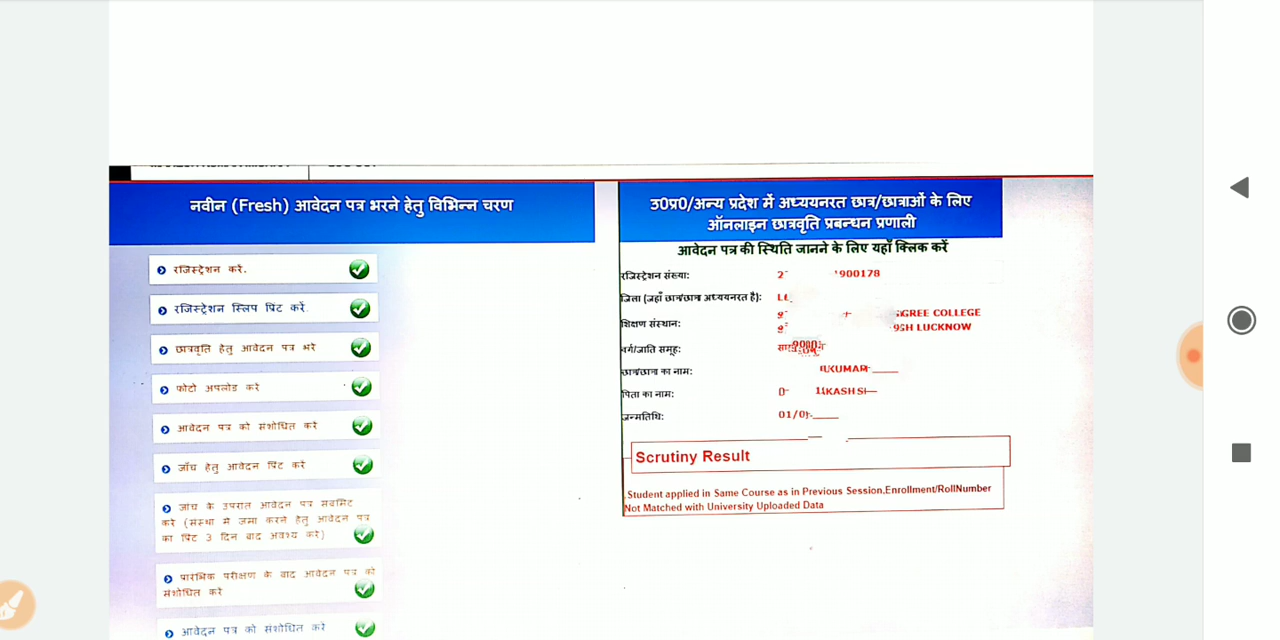 नवीन (Fresh) आवेदन पत्र भरने हेतु विभिन्न चरण
रजिस्ट्रेशन करें.
रजिस्ट्रेशन स्लिप प्रिंट करें.
छात्रवृति हेतु आवेदन पत्र भरे
फोटो अपलोड करे
आवेदन पत्र को संशोधित करे
जाँच हेतु आवेदन प्रिंट करें
जांच के उपरांत आवेदन पत्र सबमिट
करे (संस्था में जमा करने हेतु आवेदन पत्र
का प्रिंट 3 दिन बाद अवश्य करे)
प्रारंभिक परीक्षण के बाद आवेदन पत्र को
संशोधित करे
आवेदन पत्र को संशोधित करे
उ0प्र0/अन्य प्रदेश में अध्ययनरत छात्र/छात्राओं के लिए
ऑनलाइन छात्रवृति प्रबन्धन प्रणाली
आवेदन पत्र की स्थिति जानने के लिए यहाँ क्लिक करें
रजिस्ट्रेशन संख्या: 2 900178
जिला (जहाँ छात्र/छात्रा अध्ययनरत है):
शिक्षण संस्थान: COLLEGE
LUCKNOW
वर्ग/जाति समूह:
छात्र/छात्रा का नाम: KUMAR
पिता का नाम:
जन्मतिथि: 01/0
Scrutiny Result
,Student applied in Same Course as in Previous Session,Enrollment/RollNumber
Not Matched with University Uploaded Data